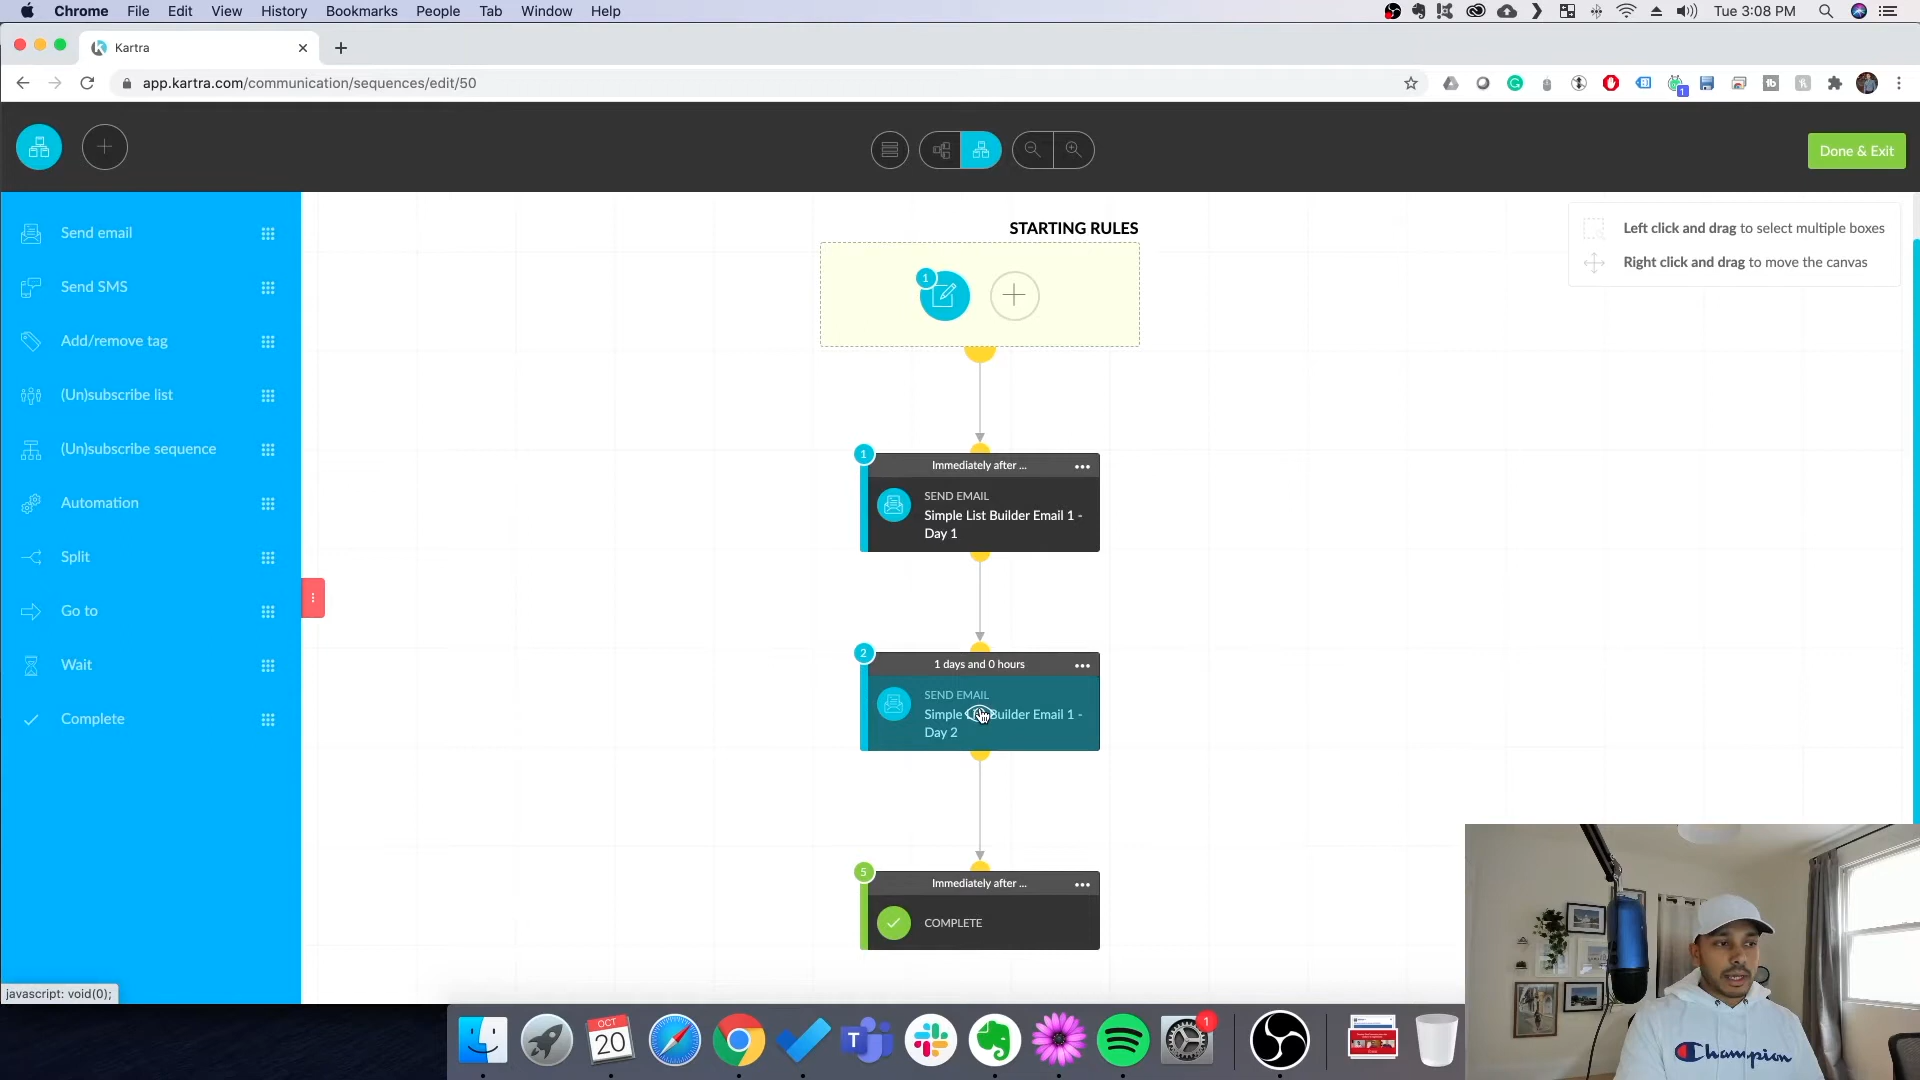 Chrome File Edit View History Bookmarks People Tab Window Help
Tue 3:08 PM
Kartra
app.kartra.com/communication/sequences/edit/50
1
fb
Done & Exit
Send email
Send SMS
Add/remove tag
(Un)subscribe list
(Un)subscribe sequence
Automation
Split
Go to
Wait
Complete
STARTING RULES
1
Left click and drag to select multiple boxes
Right click and drag to move the canvas
1
Immediately after ...
SEND EMAIL
Simple List Builder Email 1 -
Day 1
2
1 days and 0 hours
SEND EMAIL
Simple Builder Email 1 -
Day 2
5
Immediately after ...
COMPLETE
javascript: void(0);
OCT
20
T
1
Champion